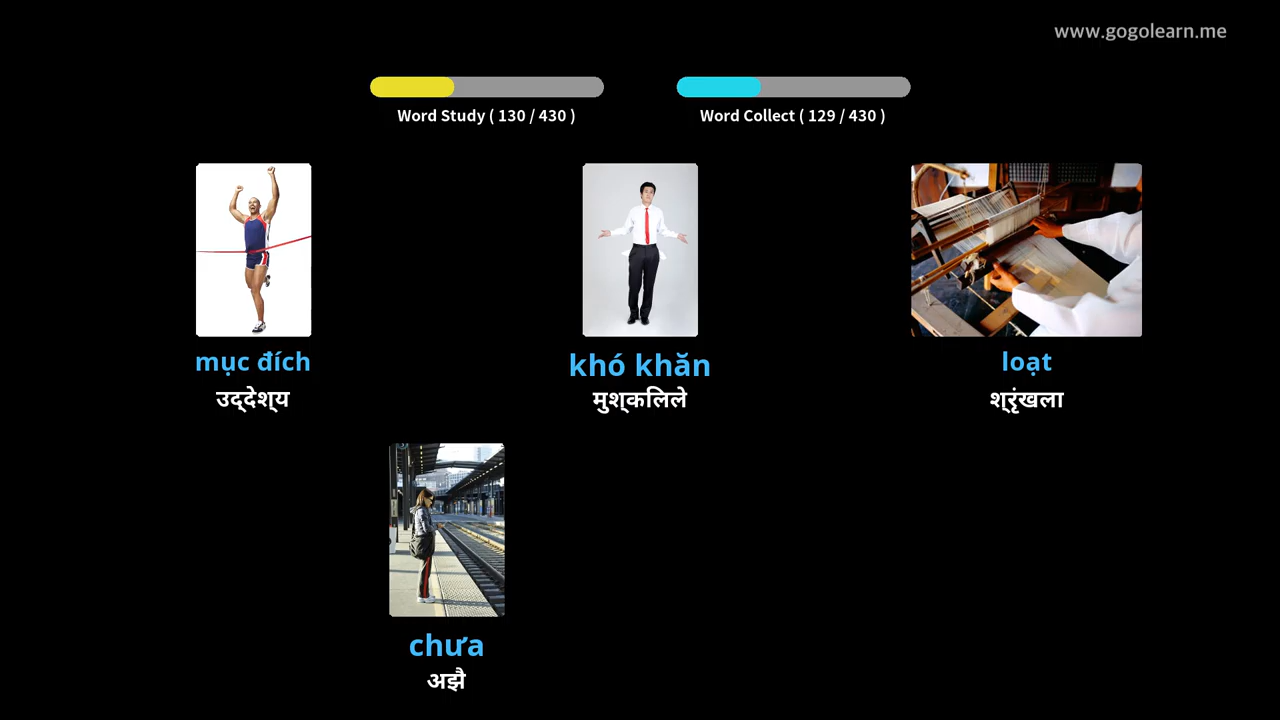 www.gogolearn.me
Word Study ( 130 / 430 )
Word Collect ( 129 / 430 )
mục đích
उद्देश्य
khó khăn
मुश्कलिले
loạt
श्रृंखला
chưa
अझै